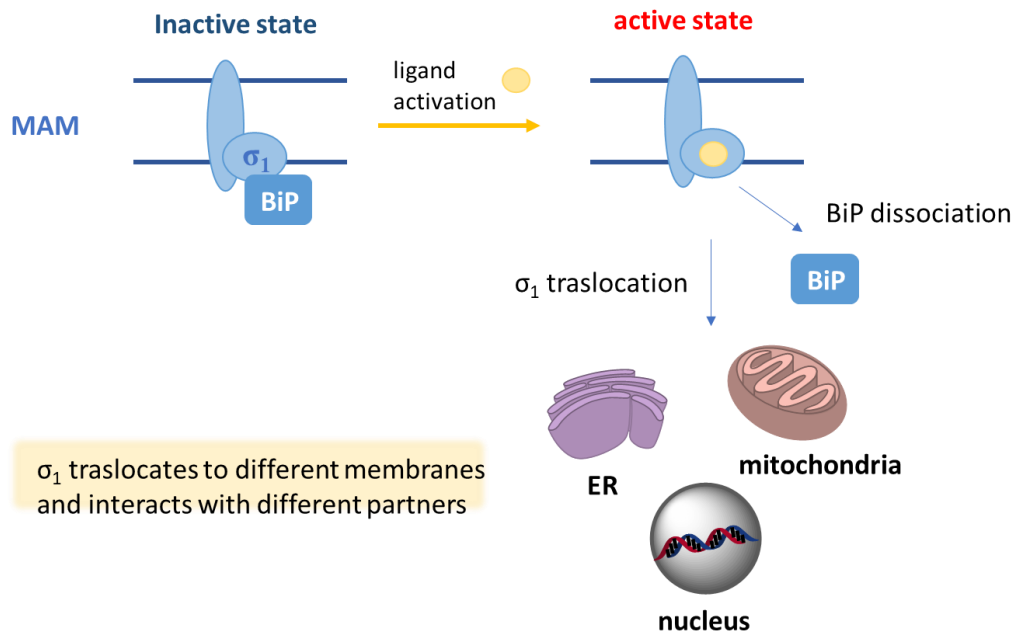 Inactive state
active state
ligand
activation
MAM
σ1
BiP
BiP dissociation
BiP
σ1 traslocation
σ1 traslocates to different membranes
and interacts with different partners
ER
mitochondria
nucleus